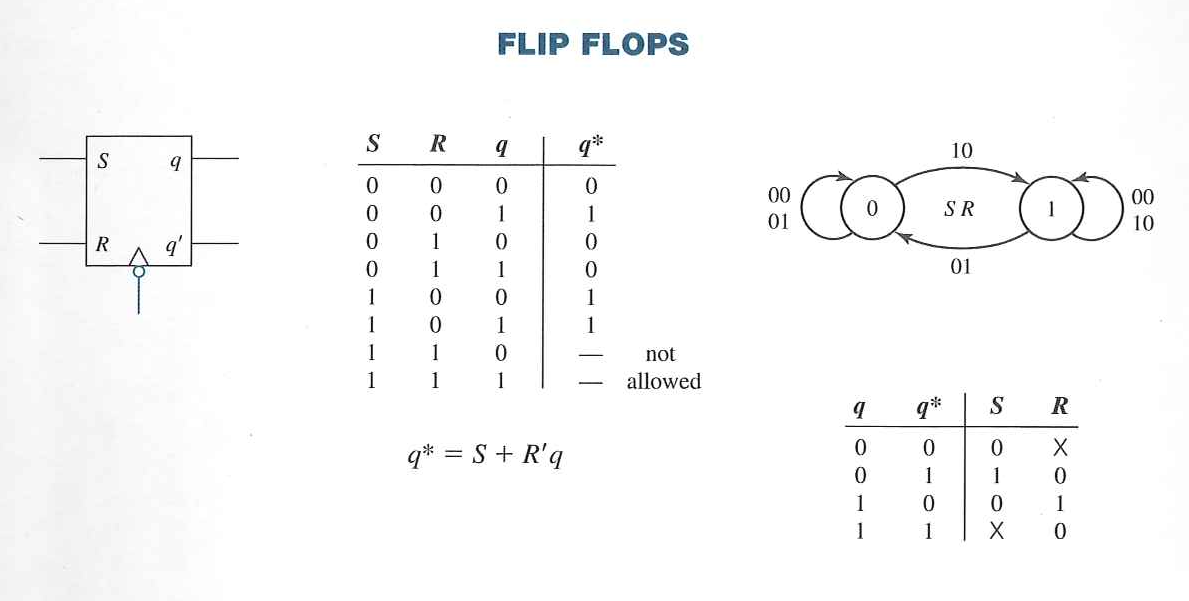 FLIP FLOPS
S q
R q′
S R q q*
0 0 0 0
0 0 1 1
0 1 0 0
0 1 1 0
1 0 0 1
1 0 1 1
1 1 0 — not
1 1 1 — allowed
q* = S + R′q
10
00
01
0
S R
1
00
10
01
q q* S R
0 0 0 X
0 1 1 0
1 0 0 1
1 1 X 0